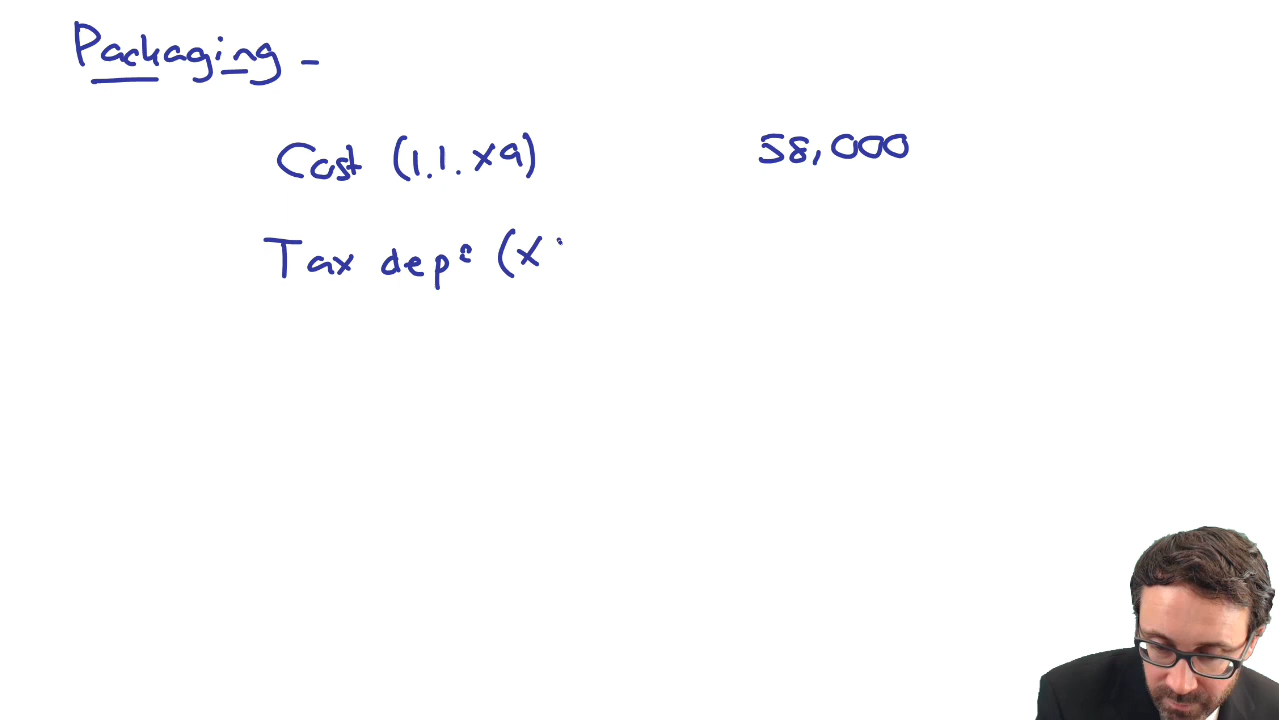 Packaging -
Cost (1.1.x9) 58,000
Tax depⁿ (x